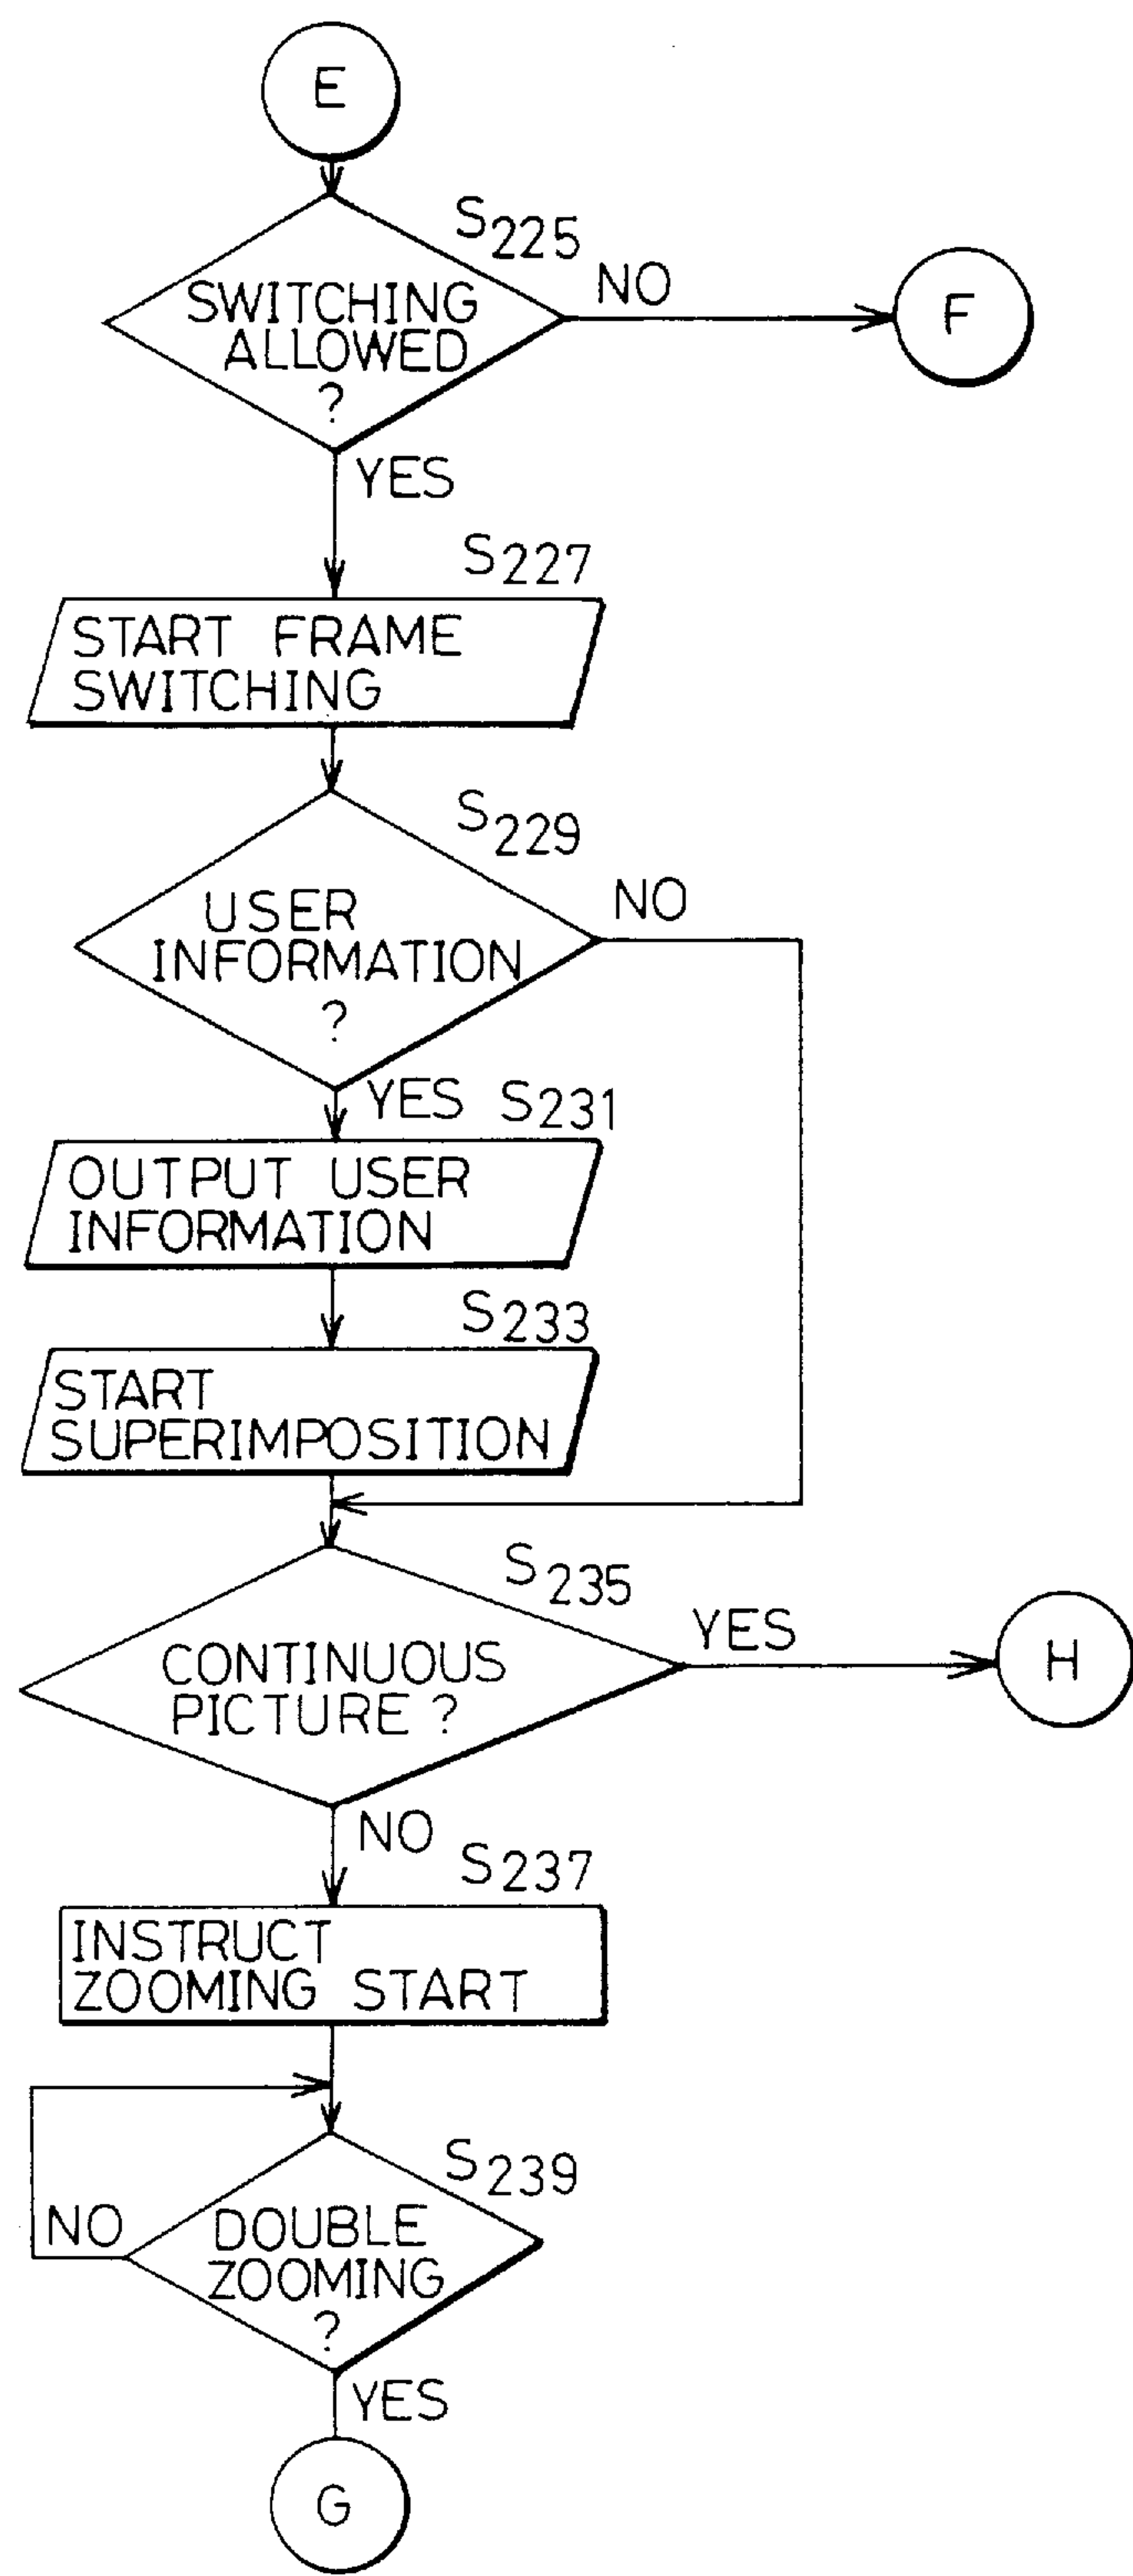 E
S225
SWITCHING
ALLOWED
?
NO
F
YES
S227
START FRAME
SWITCHING
S229
USER
INFORMATION
?
NO
YES
S231
OUTPUT USER
INFORMATION
S233
START
SUPERIMPOSITION
S235
CONTINUOUS
PICTURE ?
YES
H
NO
S237
INSTRUCT
ZOOMING START
S239
DOUBLE
ZOOMING
?
NO
YES
G